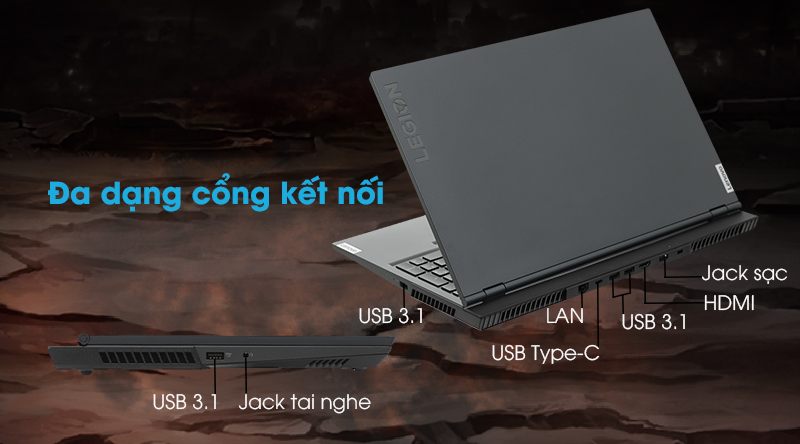 LEGION
Lenovo
Đa dạng cổng kết nối
Jack sạc
HDMI
USB 3.1
LAN
USB 3.1
USB Type-C
USB 3.1
Jack tai nghe